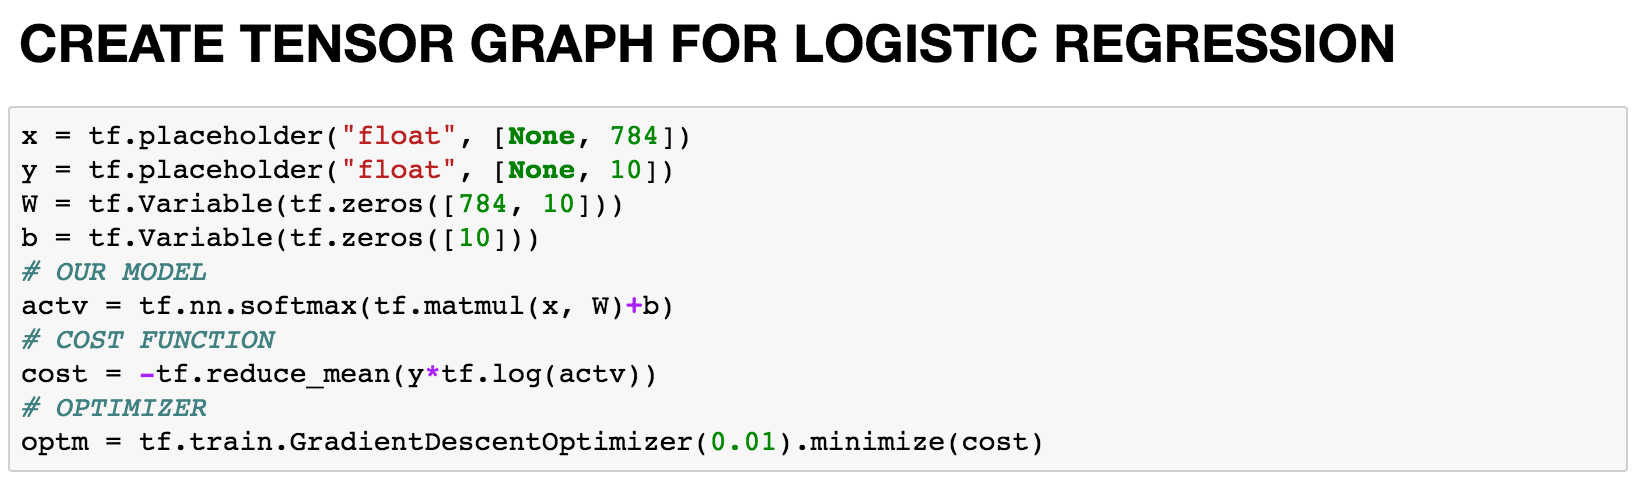 CREATE TENSOR GRAPH FOR LOGISTIC REGRESSION
x = tf.placeholder("float", [None, 784])
y = tf.placeholder("float", [None, 10])
W = tf.Variable(tf.zeros([784, 10]))
b = tf.Variable(tf.zeros([10]))
# OUR MODEL
actv = tf.nn.softmax(tf.matmul(x, W)+b)
# COST FUNCTION
cost = -tf.reduce_mean(y*tf.log(actv))
# OPTIMIZER
optm = tf.train.GradientDescentOptimizer(0.01).minimize(cost)